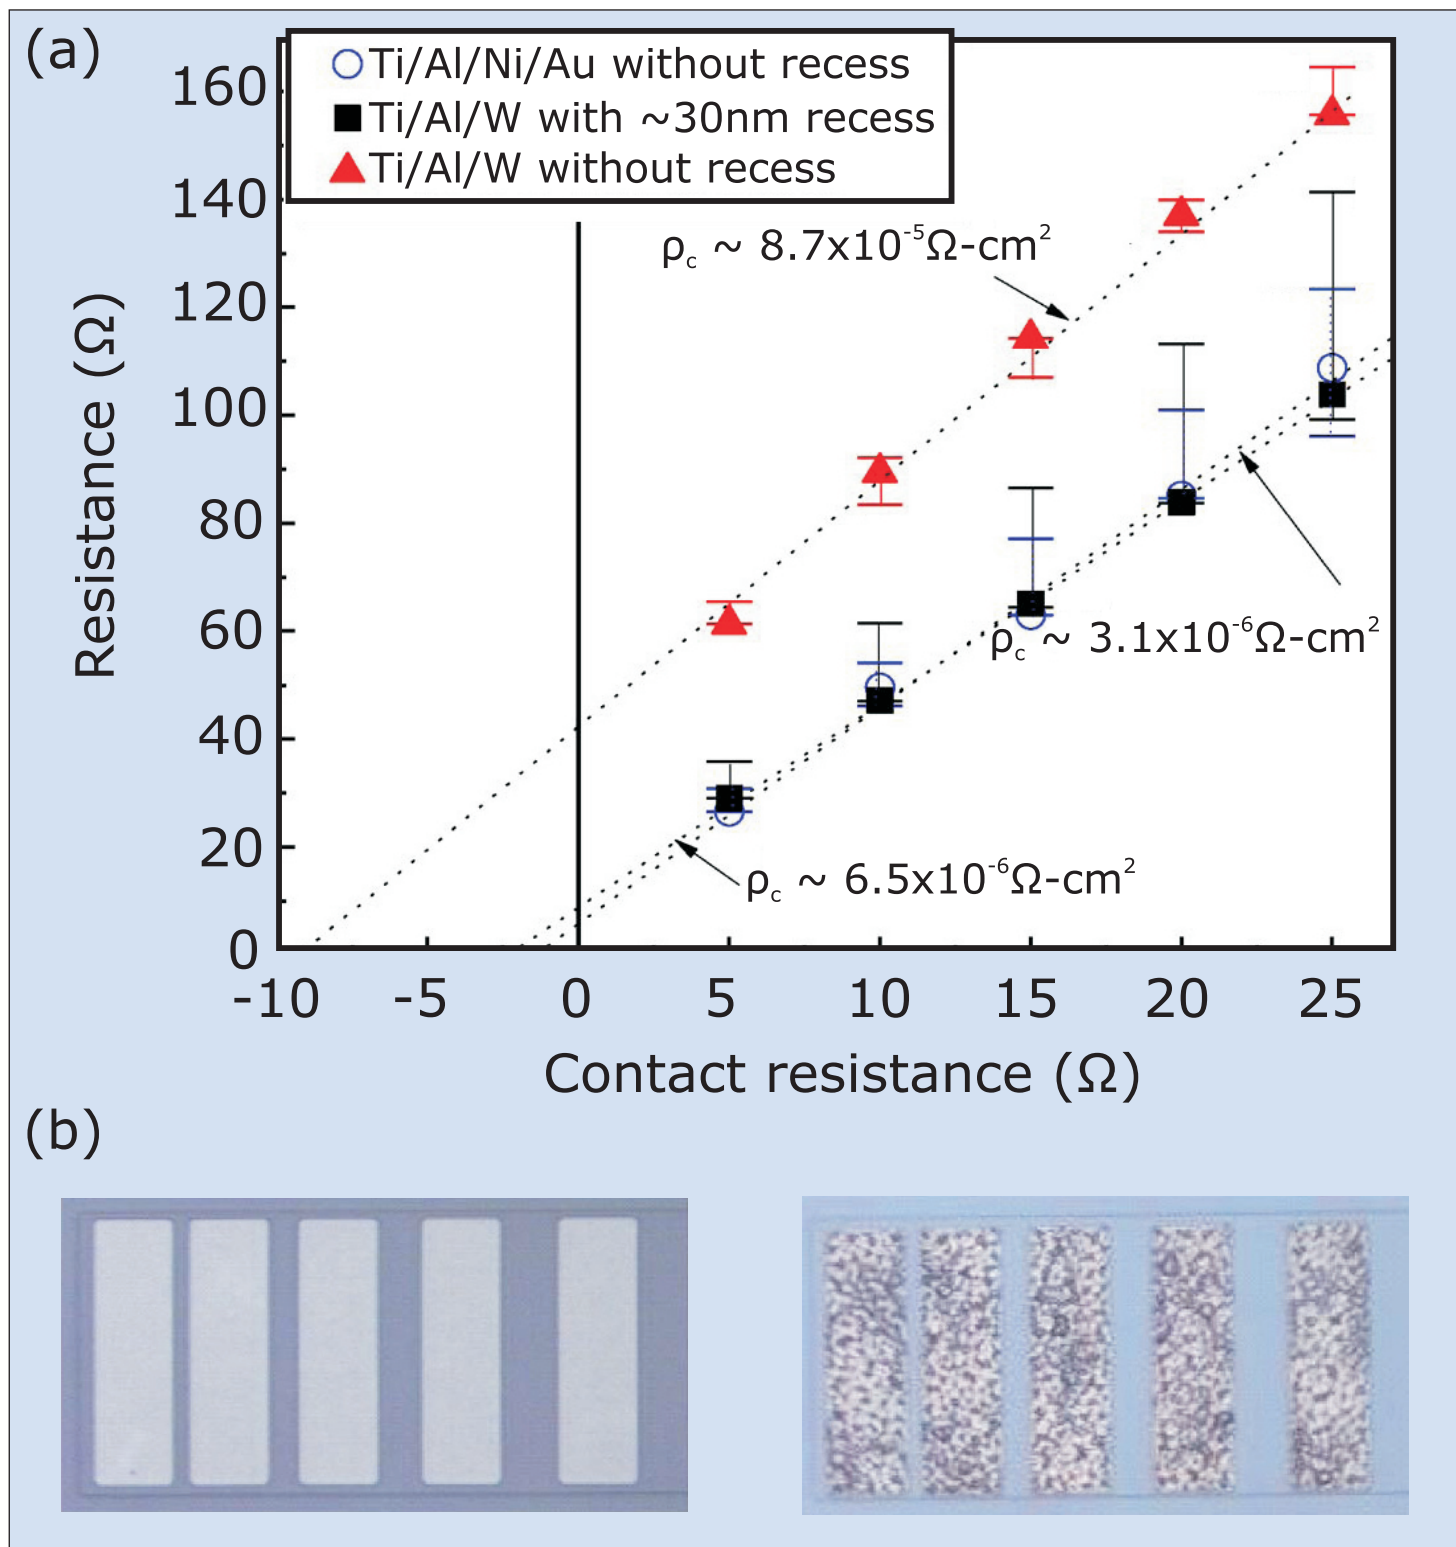 (a)
Ti/Al/Ni/Au without recess
Ti/Al/W with ~30nm recess
Ti/Al/W without recess
160
140
120
100
80
60
40
20
0
Resistance (Ω)
ρc ~ 8.7x10⁻⁵Ω-cm²
ρc ~ 3.1x10⁻⁶Ω-cm²
ρc ~ 6.5x10⁻⁶Ω-cm²
-10 -5 0 5 10 15 20 25
Contact resistance (Ω)
(b)